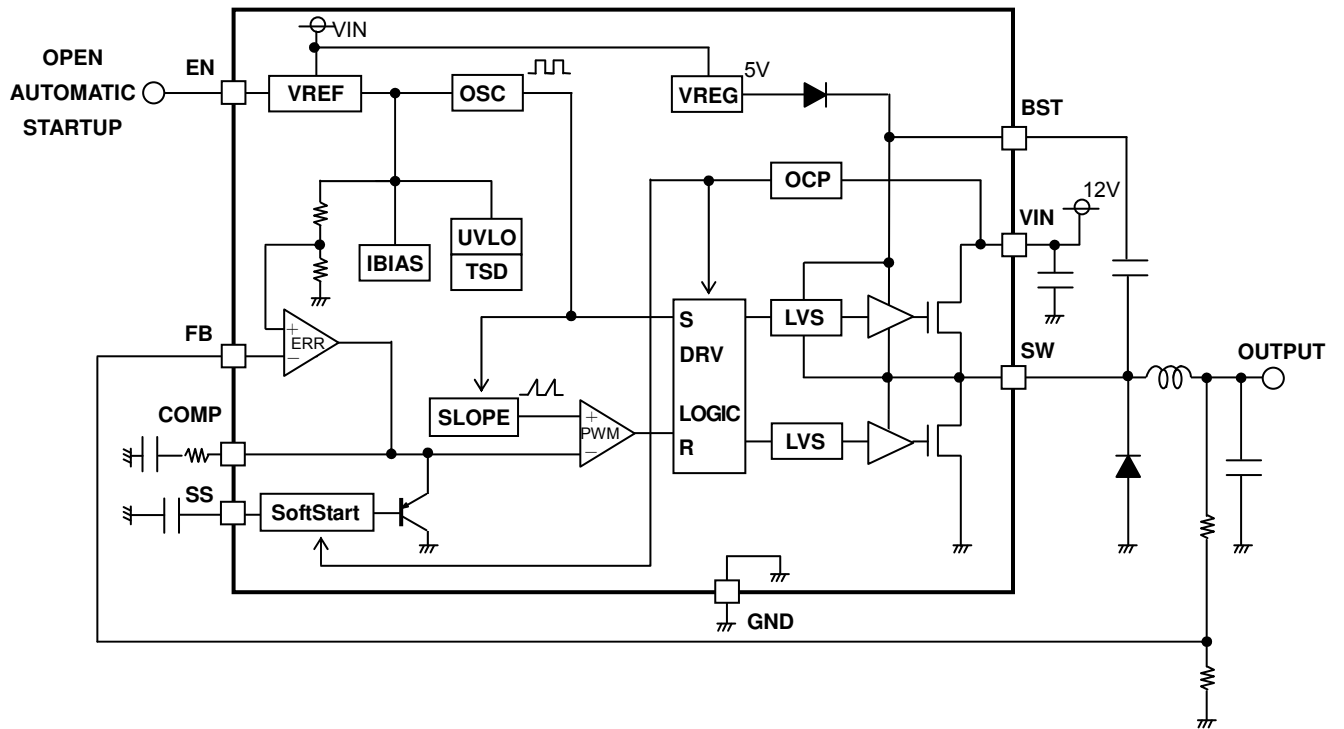 VIN
OPEN
AUTOMATIC
STARTUP
EN
VREF
OSC
5V
VREG
BST
OCP
12V
VIN
UVLO
TSD
IBIAS
LVS
S
DRV
LOGIC
R
FB
+
ERR
−
SW
OUTPUT
COMP
SLOPE
+
PWM
−
LVS
SS
SoftStart
GND